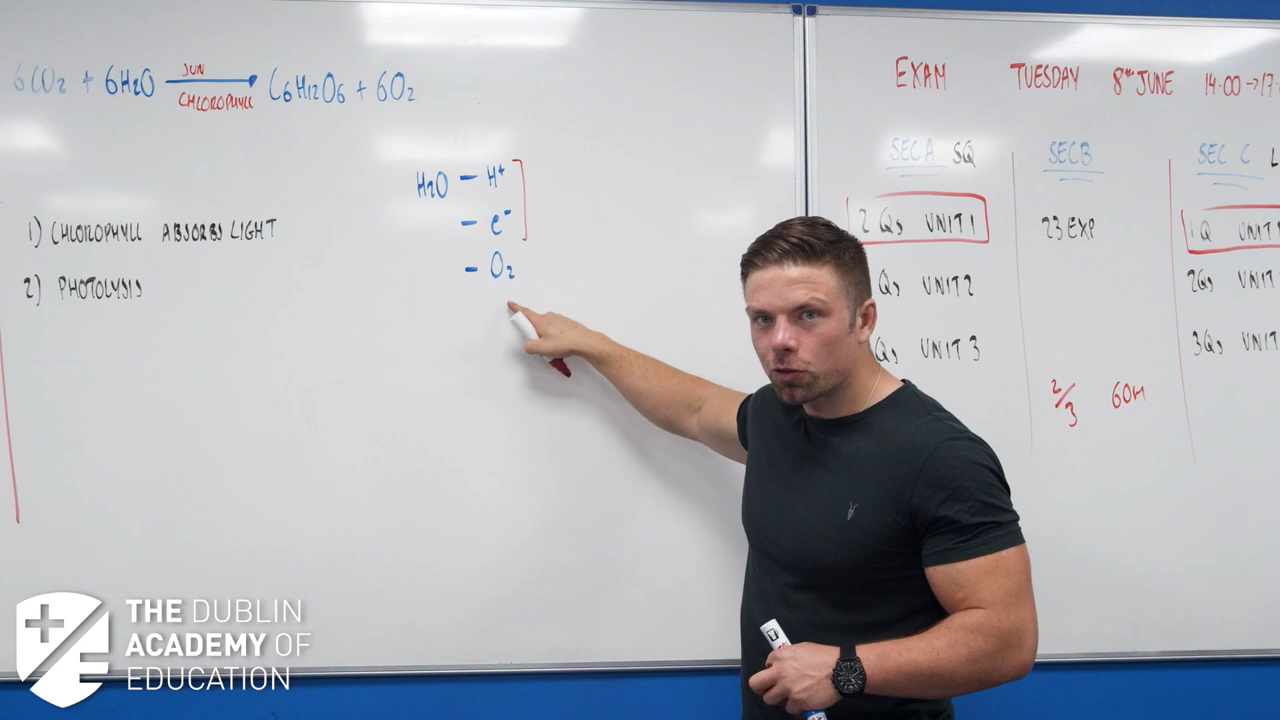 6CO₂ + 6H₂O SUN CHLOROPHYLL C₆H₁₂O₆ + 6O₂
H₂O - H⁺
- e⁻
- O₂
1) CHLOROPHYLL ABSORBS LIGHT
2) PHOTOLYSIS
EXAM TUESDAY 8TH JUNE 14.00 → 17
SEC A SQ SEC B SEC C
2 Qs UNIT 1 23 EXP 1Q UNIT
Qs UNIT 2 2Qs UNIT
Qs UNIT 3 3Qs UNIT
2/3 60M
THE DUBLIN
ACADEMY OF
EDUCATION